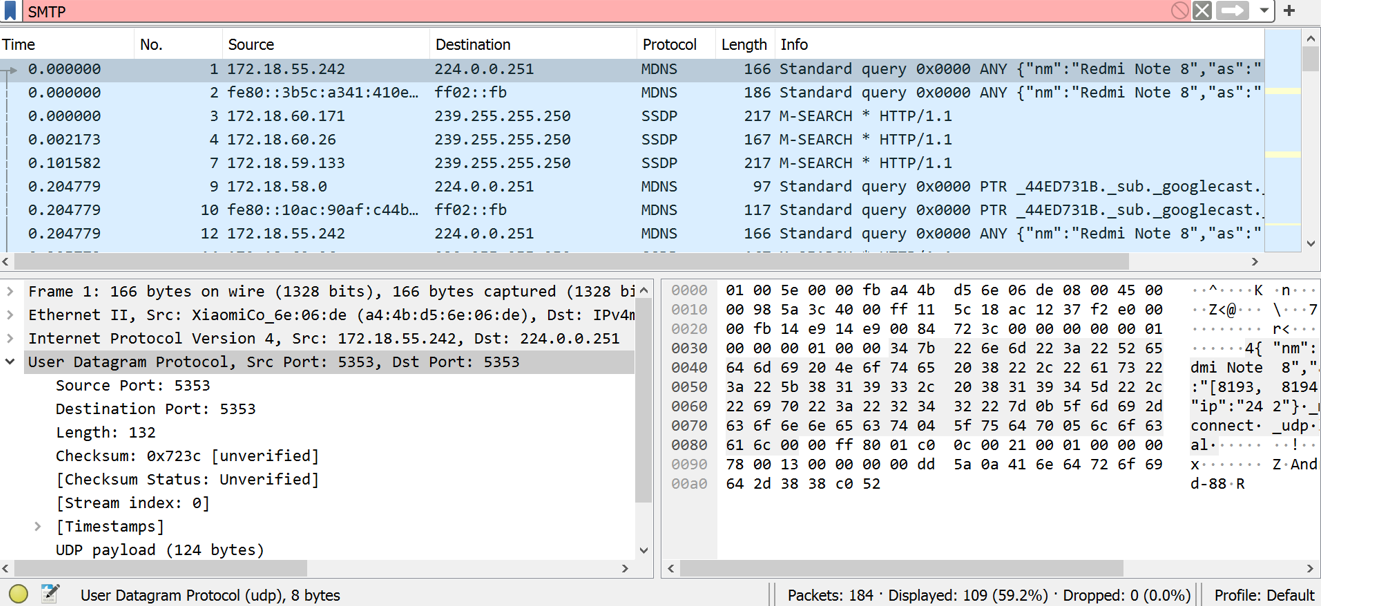 SMTP
Time No. Source Destination Protocol Length Info
0.000000 1 172.18.55.242 224.0.0.251 MDNS 166 Standard query 0x0000 ANY {"nm":"Redmi Note 8","as":"
0.000000 2 fe80::3b5c:a341:410e… ff02::fb MDNS 186 Standard query 0x0000 ANY {"nm":"Redmi Note 8","as":"
0.000000 3 172.18.60.171 239.255.255.250 SSDP 217 M-SEARCH * HTTP/1.1
0.002173 4 172.18.60.26 239.255.255.250 SSDP 167 M-SEARCH * HTTP/1.1
0.101582 7 172.18.59.133 239.255.255.250 SSDP 217 M-SEARCH * HTTP/1.1
0.204779 9 172.18.58.0 224.0.0.251 MDNS 97 Standard query 0x0000 PTR _44ED731B._sub._googlecast.
0.204779 10 fe80::10ac:90af:c44b… ff02::fb MDNS 117 Standard query 0x0000 PTR _44ED731B._sub._googlecast.
0.204779 12 172.18.55.242 224.0.0.251 MDNS 166 Standard query 0x0000 ANY {"nm":"Redmi Note 8","as":"
Frame 1: 166 bytes on wire (1328 bits), 166 bytes captured (1328 bi
Ethernet II, Src: XiaomiCo_6e:06:de (a4:4b:d5:6e:06:de), Dst: IPv4m
Internet Protocol Version 4, Src: 172.18.55.242, Dst: 224.0.0.251
User Datagram Protocol, Src Port: 5353, Dst Port: 5353
Source Port: 5353
Destination Port: 5353
Length: 132
Checksum: 0x723c [unverified]
[Checksum Status: Unverified]
[Stream index: 0]
[Timestamps]
UDP payload (124 bytes)
0000 01 00 5e 00 00 fb a4 4b d5 6e 06 de 08 00 45 00 ··^····K ·n····
0010 00 98 5a 3c 40 00 ff 11 5c 18 ac 12 37 f2 e0 00 ··Z<@··· \···7
0020 00 fb 14 e9 14 e9 00 84 72 3c 00 00 00 00 00 01 ········ r<····
0030 00 00 00 01 00 00 34 7b 22 6e 6d 22 3a 22 52 65 ······4{ "nm":
0040 64 6d 69 20 4e 6f 74 65 20 38 22 2c 22 61 73 22 dmi Note 8",
0050 3a 22 5b 38 31 39 33 2c 20 38 31 39 34 5d 22 2c :"[8193, 8194
0060 22 69 70 22 3a 22 32 34 32 22 7d 0b 5f 6d 69 2d "ip":"24 2"}·_
0070 63 6f 6e 6e 65 63 74 04 5f 75 64 70 05 6c 6f 63 connect· _udp·
0080 61 6c 00 00 ff 80 01 c0 0c 00 21 00 01 00 00 00 al······ ··!··
0090 78 00 13 00 00 00 00 dd 5a 0a 41 6e 64 72 6f 69 x······· Z·And
00a0 64 2d 38 38 c0 52 d-88·R
User Datagram Protocol (udp), 8 bytes
Packets: 184 · Displayed: 109 (59.2%) · Dropped: 0 (0.0%)
Profile: Default